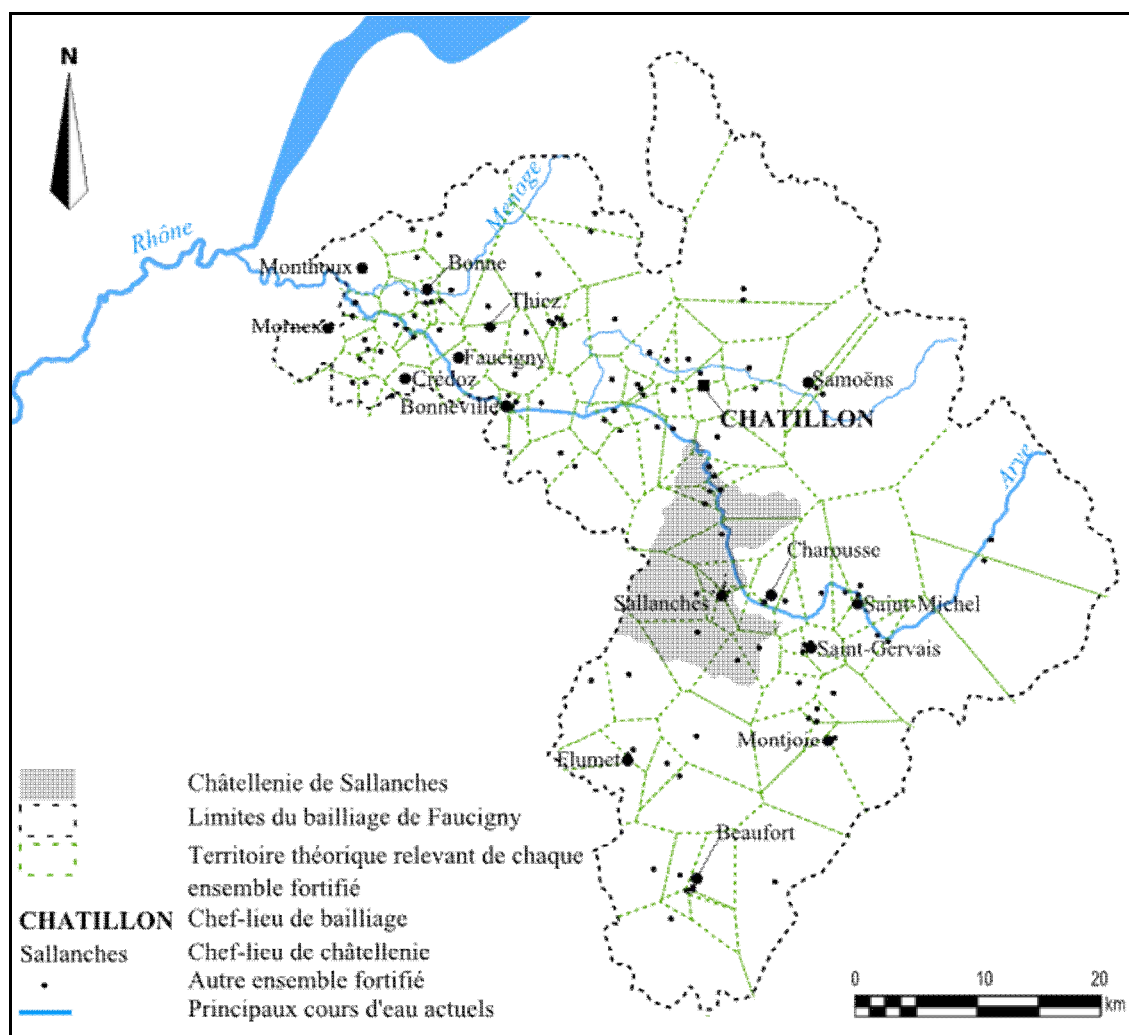 N
Menoge
Rhône
Monthoux
Bonne
Thiez
Mornex
Faucigny
Crédoz
Samoëns
Bonneville
CHATILLON
Arve
Charousse
Sallanches
Saint-Michel
Saint-Gervais
Montjoie
Flumet
Beaufort
Châtellenie de Sallanches
Limites du bailliage de Faucigny
Territoire théorique relevant de chaque
ensemble fortifié
CHATILLON Chef-lieu de bailliage
Sallanches Chef-lieu de châtellenie
Autre ensemble fortifié
Principaux cours d'eau actuels
0 10 20
km